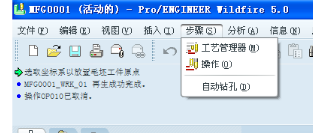 MFG0001 (活动的) - Pro/ENGINEER Wildfire 5.0
文件(F) 编辑(E) 视图(V) 插入(I) 步骤(S) 分析(A) 信息(N)
工艺管理器(M)
操作(O)
自动钻孔(D)
选取坐标系以放置毛坯工件原点
MFG0001_WRK_01 再生成功完成。
操作OP010已取消。